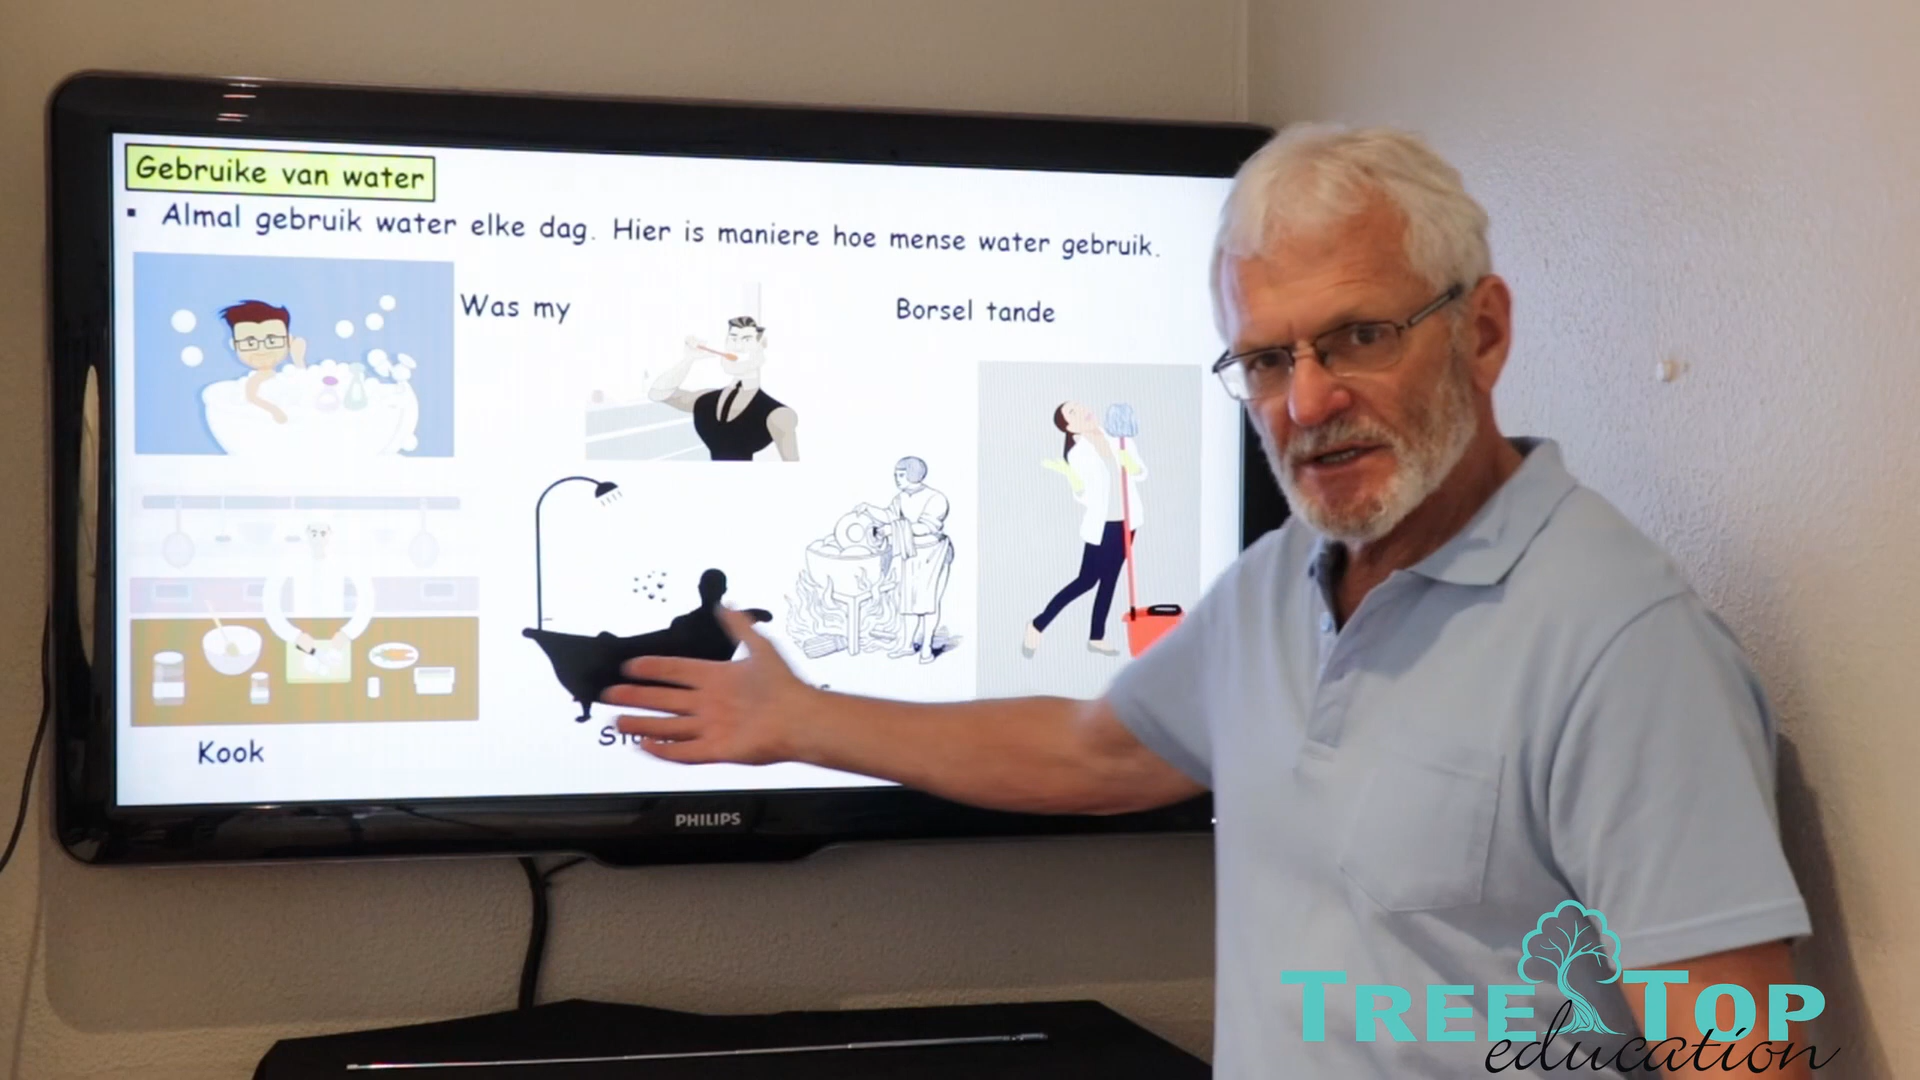 Gebruike van water
▪ Almal gebruik water elke dag. Hier is maniere hoe mense water gebruik.
Was my
Borsel tande
Kook
PHILIPS
TREE TOP
education